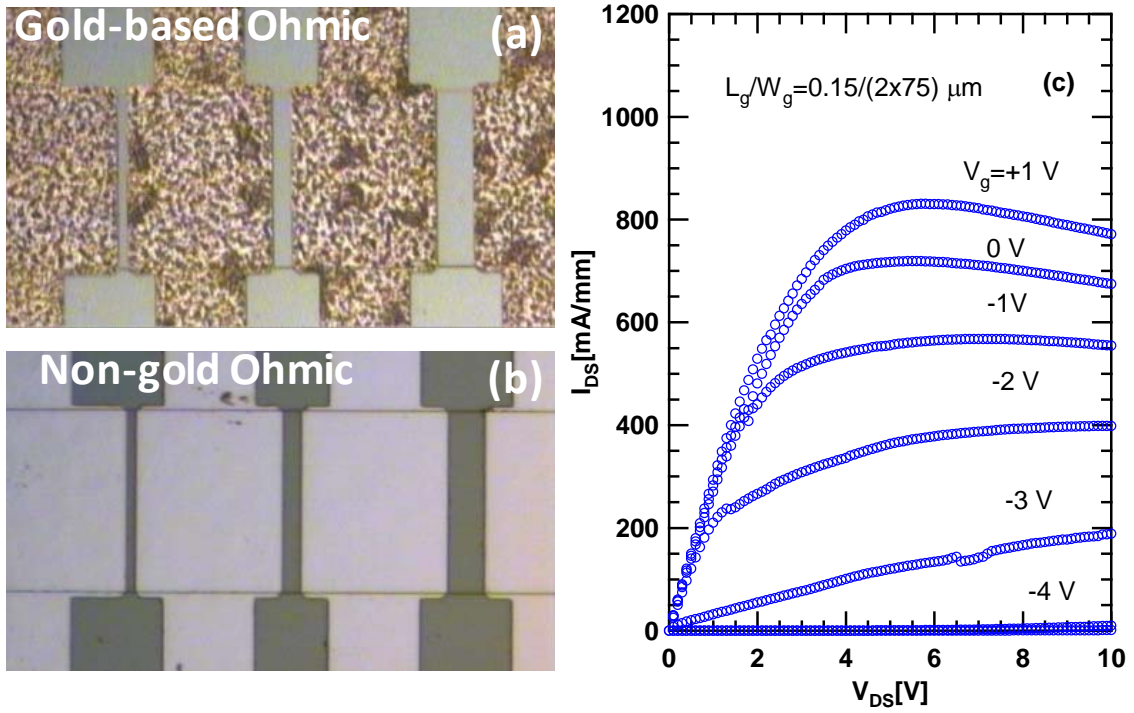 Gold-based Ohmic
(a)
Non-gold Ohmic
(b)
1200
1000
800
600
400
200
0
I_DS[mA/mm]
L_g/W_g=0.15/(2x75) μm
(c)
V_g=+1 V
0 V
-1V
-2 V
-3 V
-4 V
0 2 4 6 8 10
V_DS[V]